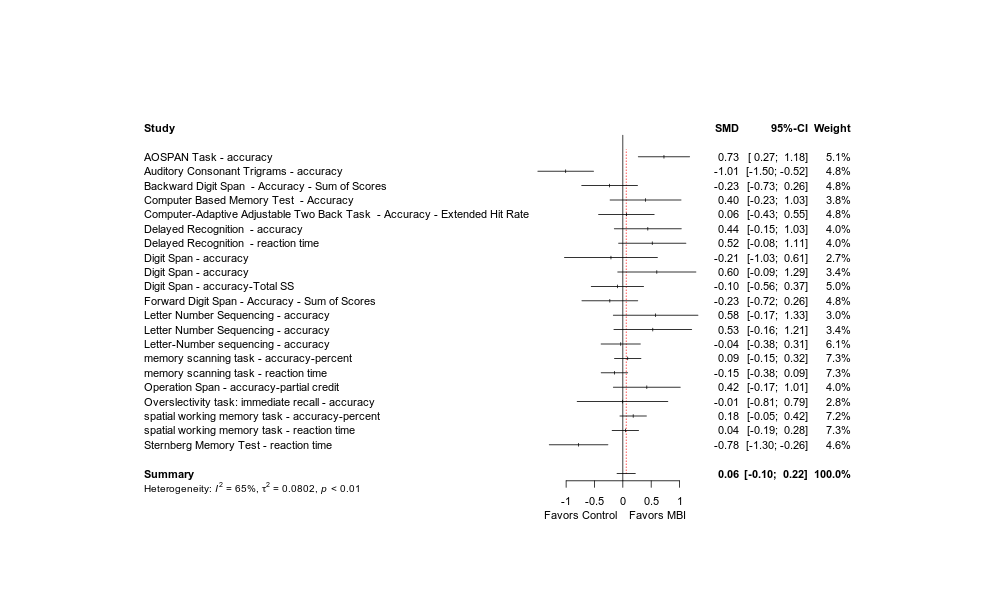 Study SMD 95%-CI Weight
AOSPAN Task - accuracy 0.73 [ 0.27; 1.18] 5.1%
Auditory Consonant Trigrams - accuracy -1.01 [-1.50; -0.52] 4.8%
Backward Digit Span - Accuracy - Sum of Scores -0.23 [-0.73; 0.26] 4.8%
Computer Based Memory Test - Accuracy 0.40 [-0.23; 1.03] 3.8%
Computer-Adaptive Adjustable Two Back Task - Accuracy - Extended Hit Rate 0.06 [-0.43; 0.55] 4.8%
Delayed Recognition - accuracy 0.44 [-0.15; 1.03] 4.0%
Delayed Recognition - reaction time 0.52 [-0.08; 1.11] 4.0%
Digit Span - accuracy -0.21 [-1.03; 0.61] 2.7%
Digit Span - accuracy 0.60 [-0.09; 1.29] 3.4%
Digit Span - accuracy-Total SS -0.10 [-0.56; 0.37] 5.0%
Forward Digit Span - Accuracy - Sum of Scores -0.23 [-0.72; 0.26] 4.8%
Letter Number Sequencing - accuracy 0.58 [-0.17; 1.33] 3.0%
Letter Number Sequencing - accuracy 0.53 [-0.16; 1.21] 3.4%
Letter-Number sequencing - accuracy -0.04 [-0.38; 0.31] 6.1%
memory scanning task - accuracy-percent 0.09 [-0.15; 0.32] 7.3%
memory scanning task - reaction time -0.15 [-0.38; 0.09] 7.3%
Operation Span - accuracy-partial credit 0.42 [-0.17; 1.01] 4.0%
Overslectivity task: immediate recall - accuracy -0.01 [-0.81; 0.79] 2.8%
spatial working memory task - accuracy-percent 0.18 [-0.05; 0.42] 7.2%
spatial working memory task - reaction time 0.04 [-0.19; 0.28] 7.3%
Sternberg Memory Test - reaction time -0.78 [-1.30; -0.26] 4.6%
Summary 0.06 [-0.10; 0.22] 100.0%
Heterogeneity: I² = 65%, τ² = 0.0802, p < 0.01
-1 -0.5 0 0.5 1
Favors Control Favors MBI